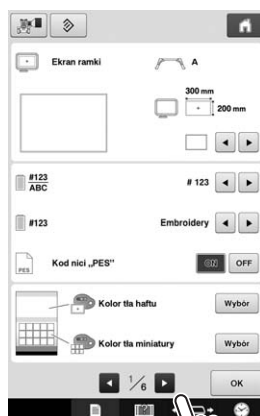 Ekran ramki
A
300 mm
200 mm
#123
ABC
# 123
#123
Embroidery
PES
Kod nici „PES"
ON
OFF
Kolor tła haftu
Wybór
Kolor tła miniatury
Wybór
1/6
OK